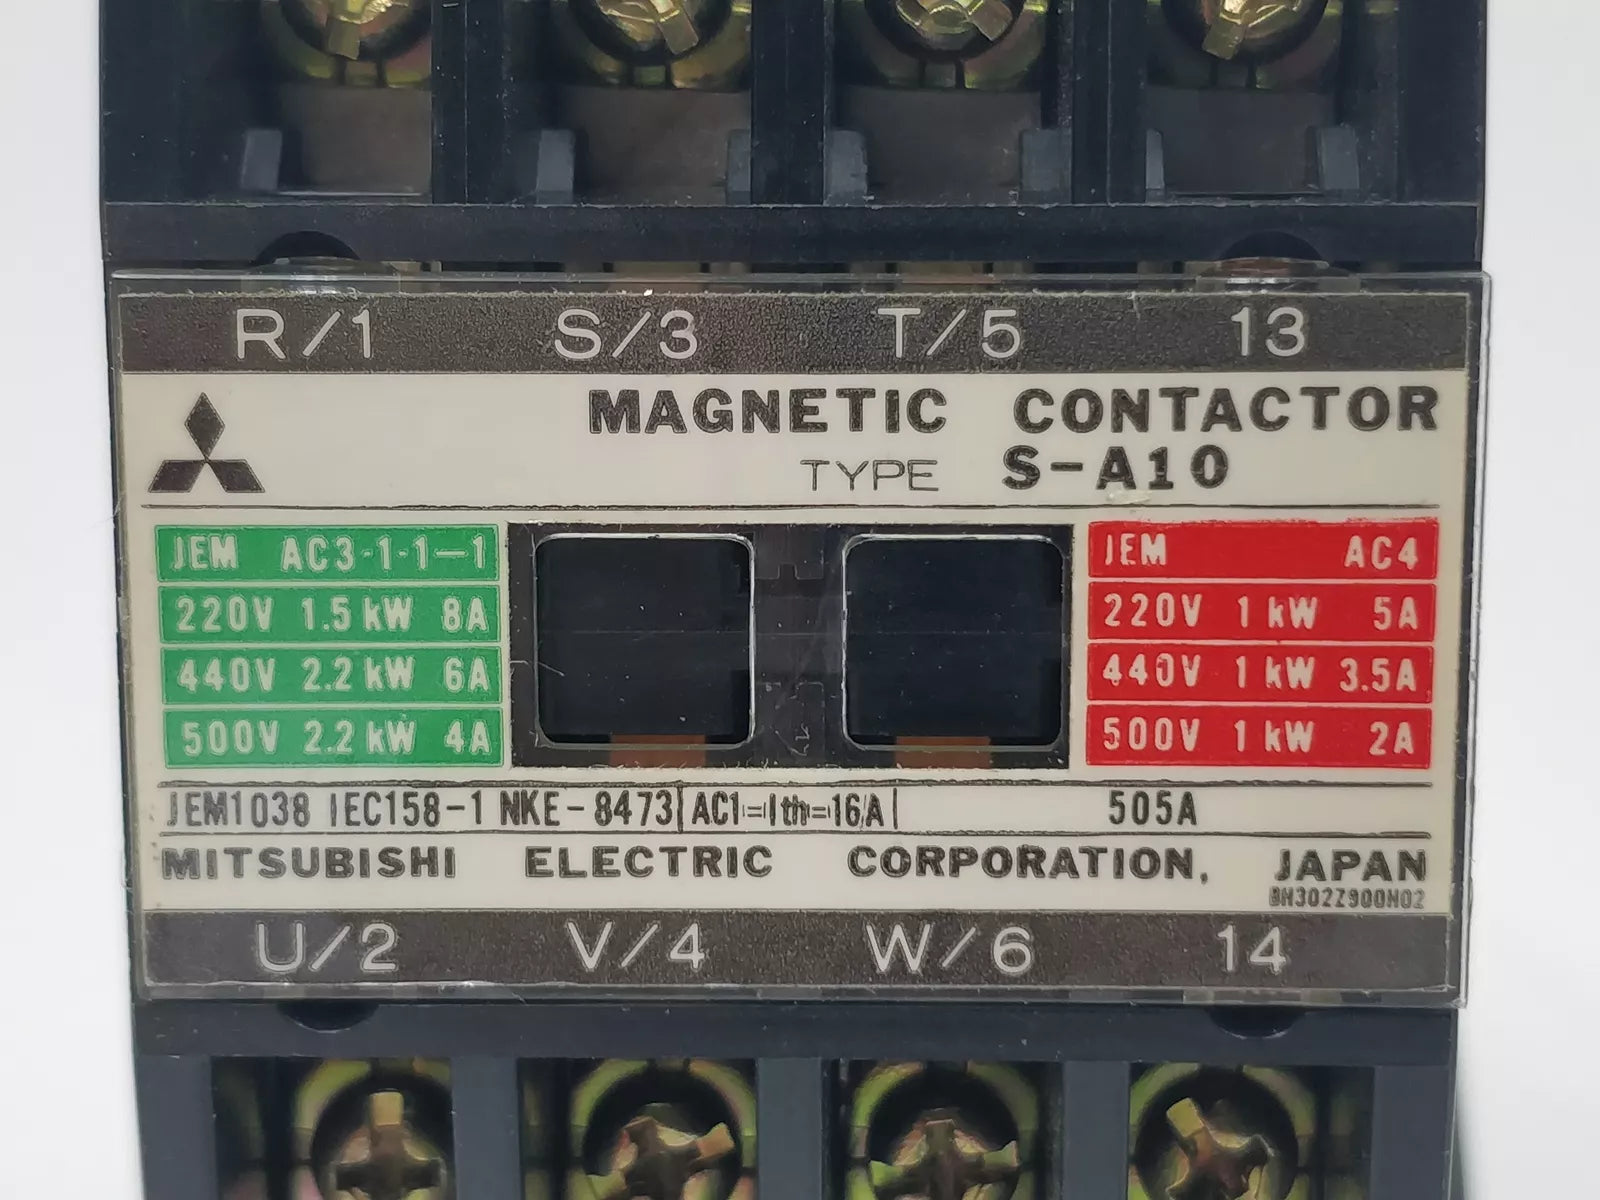 R/1 S/3 T/5 13
MAGNETIC CONTACTOR
TYPE S-A10
JEM AC3-1-1-1
220V 1.5kW 8A
440V 2.2kW 6A
500V 2.2kW 4A
JEM AC4
220V 1kW 5A
440V 1kW 3.5A
500V 1kW 2A
JEM1038 IEC158-1 NKE-8473 AC1=Ith=16A 505A
MITSUBISHI ELECTRIC CORPORATION, JAPAN
BH302Z900H02
U/2 V/4 W/6 14